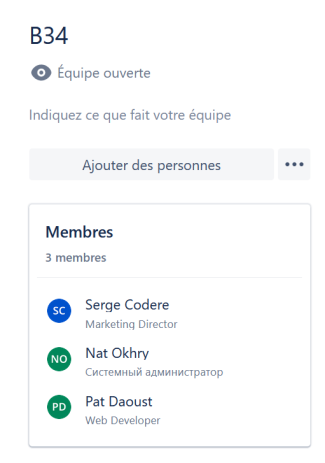 B34
Équipe ouverte
Indiquez ce que fait votre équipe
Ajouter des personnes
Membres
3 membres
SC Serge Codere
Marketing Director
NO Nat Okhry
Системный администратор
PD Pat Daoust
Web Developer